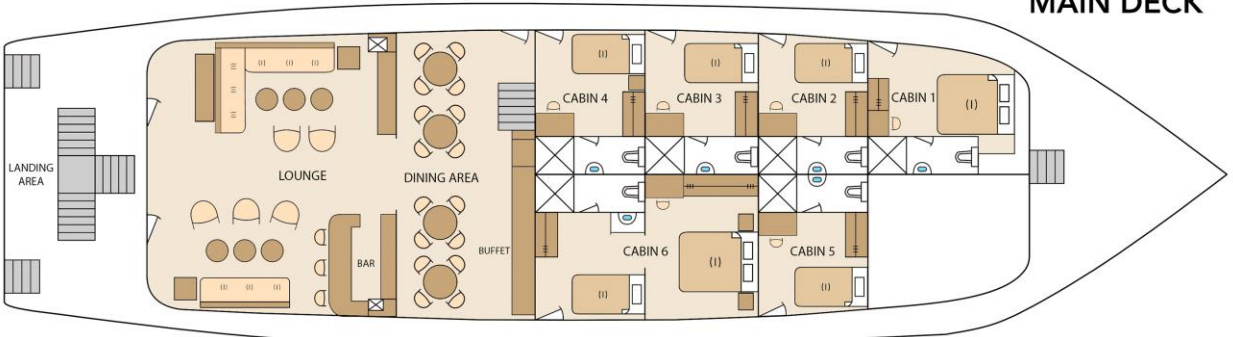 MAIN DECK
CABIN 4
CABIN 3
CABIN 2
CABIN 1
LANDING
AREA
LOUNGE
DINING AREA
BUFFET
CABIN 6
CABIN 5
BAR